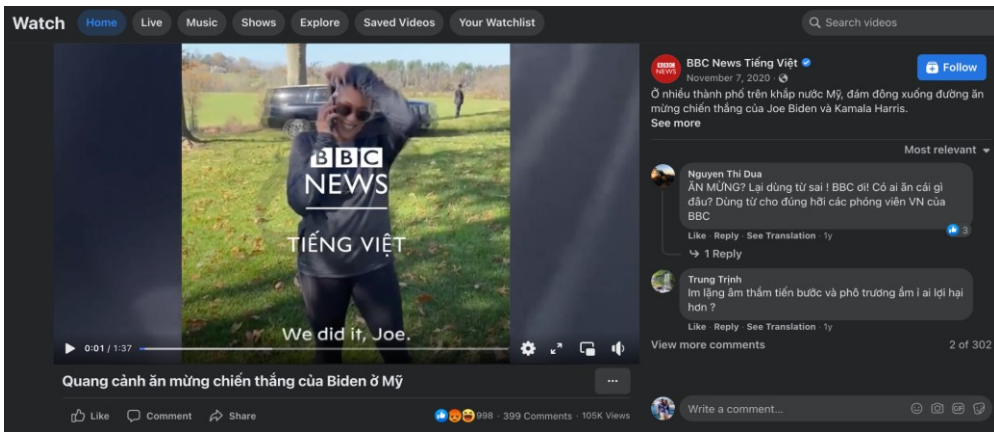 Watch Home Live Music Shows Explore Saved Videos Your Watchlist
Search videos
BBC
NEWS
TIẾNG VIỆT
We did it, Joe.
0:01 / 1:37
Quang cảnh ăn mừng chiến thắng của Biden ở Mỹ
...
Like Comment Share
998 · 399 Comments · 105K Views
BBC
NEWS
BBC News Tiếng Việt
November 7, 2020 ·
Follow
Ở nhiều thành phố trên khắp nước Mỹ, đám đông xuống đường ăn
mừng chiến thắng của Joe Biden và Kamala Harris.
See more
Most relevant
Nguyen Thi Dua
ĂN MỪNG? Lại dùng từ sai ! BBC ơi! Có ai ăn cái gì
đâu? Dùng từ cho đúng hỡi các phóng viên VN của
BBC
3
Like · Reply · See Translation · 1y
1 Reply
Trung Trịnh
Im lặng âm thầm tiến bước và phô trương ầm ỉ ai lợi hại
hơn ?
Like · Reply · See Translation · 1y
View more comments
2 of 302
Write a comment...
GIF